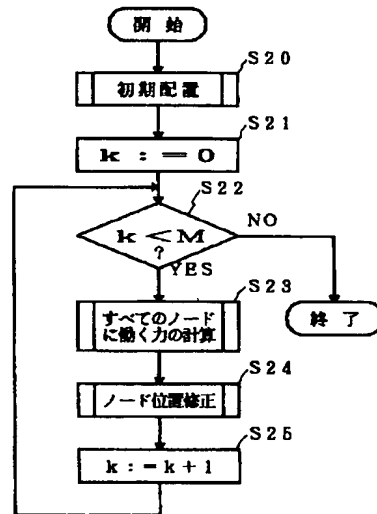 開始
S20
初期配置
S21
k:=0
S22
k<M
?
NO
YES
S23
すべてのノード
に働く力の計算
終了
S24
ノード位置修正
S25
k:=k+1